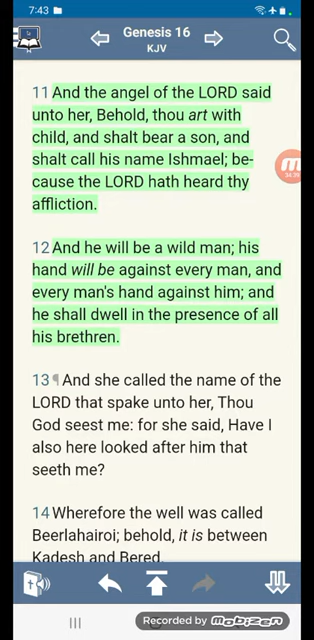 7:43
Genesis 16
KJV
11 And the angel of the LORD said
unto her, Behold, thou art with
child, and shalt bear a son, and
shalt call his name Ishmael; be-
cause the LORD hath heard thy
affliction.
12 And he will be a wild man; his
hand will be against every man, and
every man's hand against him; and
he shall dwell in the presence of all
his brethren.
13 ¶ And she called the name of the
LORD that spake unto her, Thou
God seest me: for she said, Have I
also here looked after him that
seeth me?
14 Wherefore the well was called
Beerlahairoi; behold, it is between
Kadesh and Bered.
Recorded by mobizen